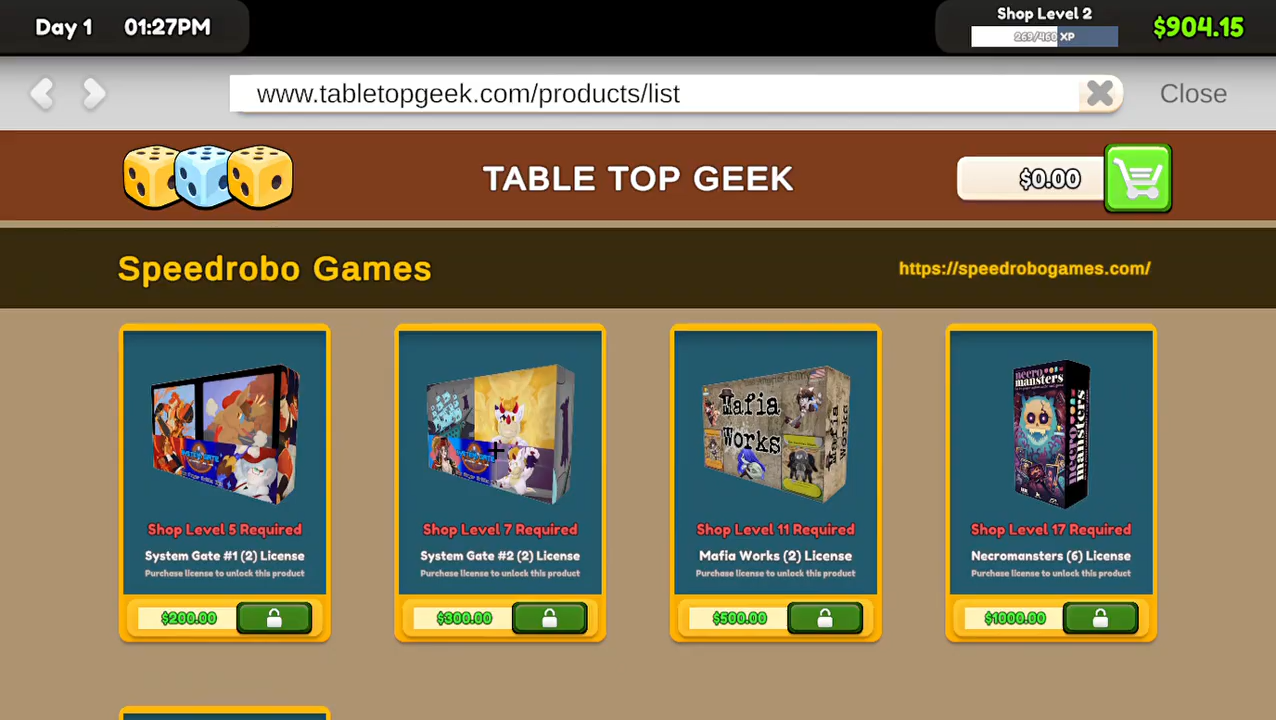 Day 1 01:27PM
Shop Level 2
269/460 XP
$904.15
www.tabletopgeek.com/products/list
Close
TABLE TOP GEEK
$0.00
Speedrobo Games
https://speedrobogames.com/
Mafia
Works
Mafia
Works
necro
mansters
necromansters
Shop Level 5 Required
System Gate #1 (2) License
Purchase license to unlock this product
$200.00
Shop Level 7 Required
System Gate #2 (2) License
Purchase license to unlock this product
$300.00
Shop Level 11 Required
Mafia Works (2) License
Purchase license to unlock this product
$500.00
Shop Level 17 Required
Necromansters (6) License
Purchase license to unlock this product
$1000.00